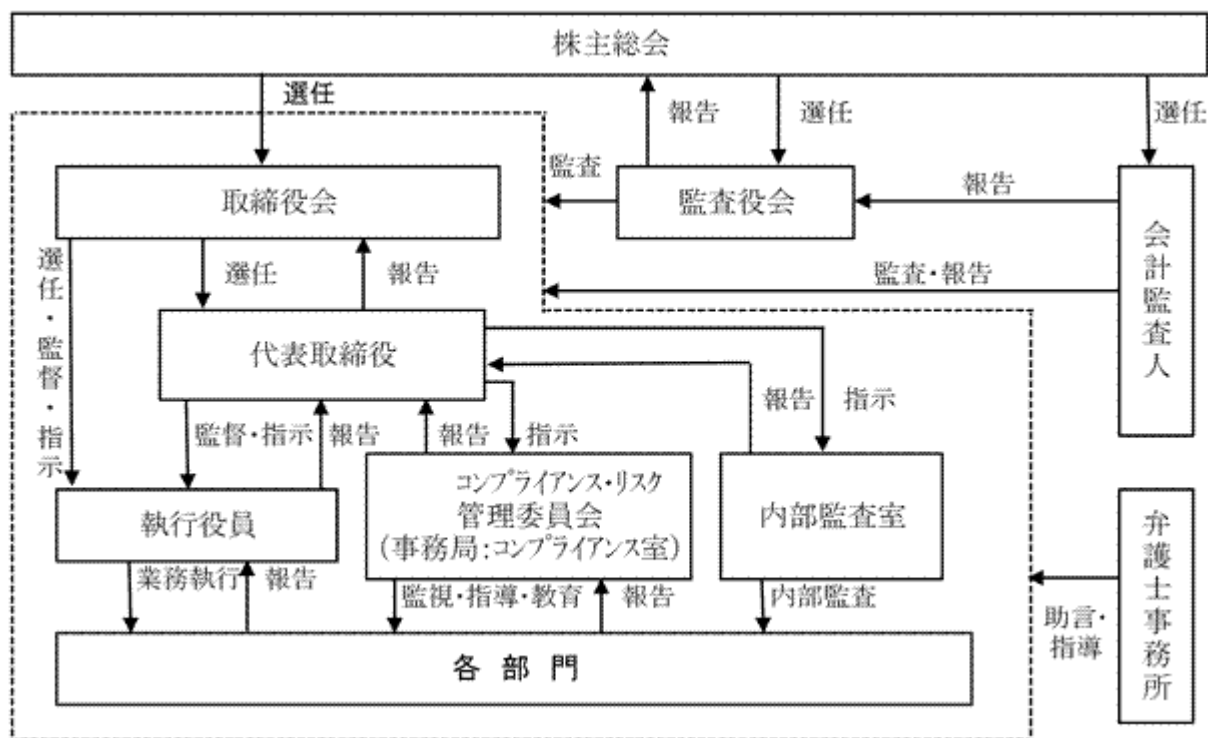 株主総会
選任
報告
選任
選任
取締役会
監査
監査役会
報告
会計監査人
選任・監督・指示
選任
報告
監査・報告
代表取締役
監督・指示
報告
報告
指示
報告
指示
執行役員
コンプライアンス・リスク
管理委員会
(事務局:コンプライアンス室)
内部監査室
弁護士事務所
業務執行
報告
監視・指導・教育
報告
内部監査
助言・
指導
各部門